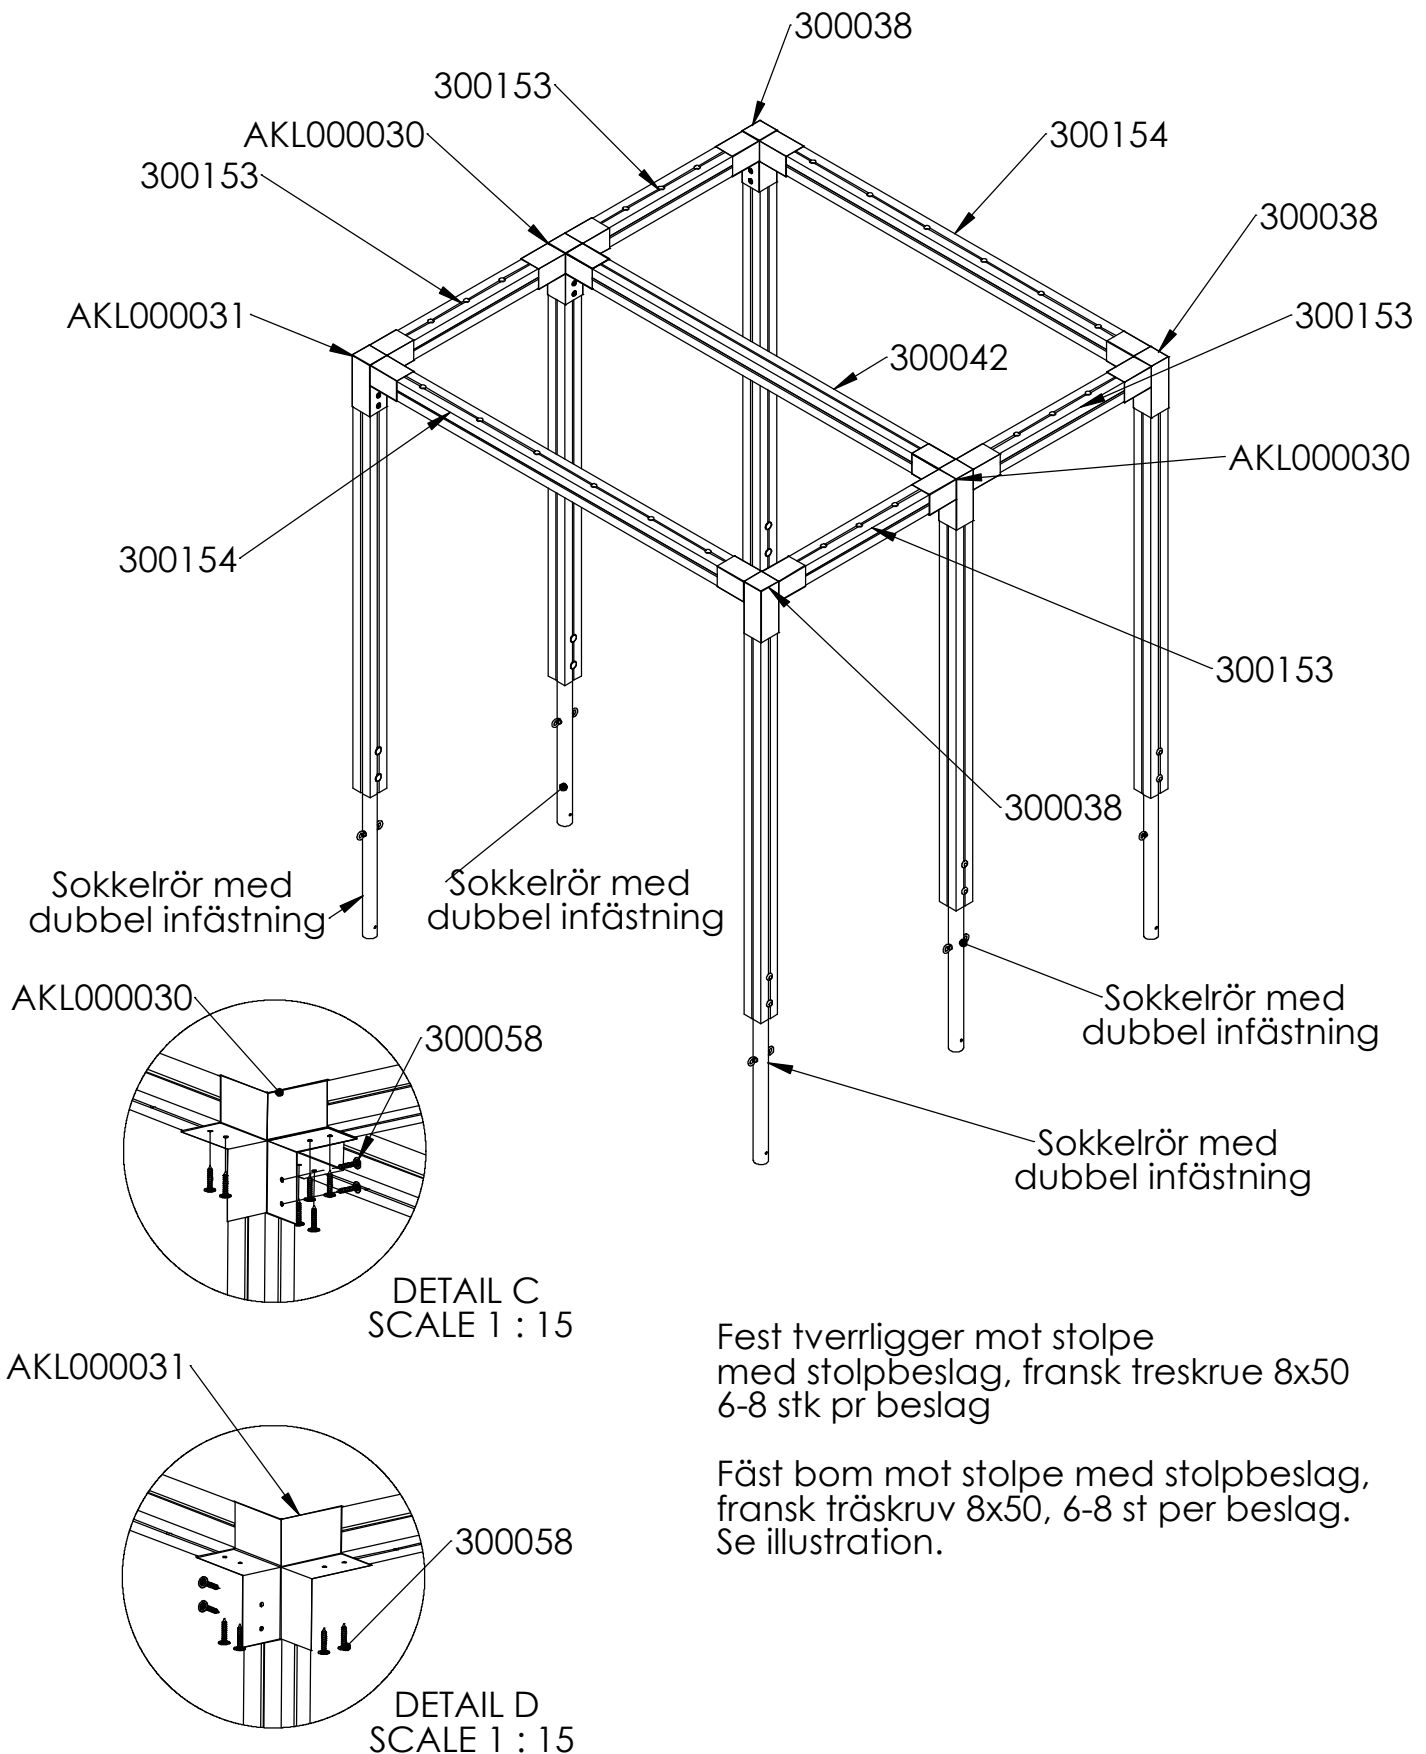 300038
300153
AKL000030
300154
300153
300038
AKL000031
300153
300042
AKL000030
300154
300153
300038
Sokkelrör med
dubbel infästning
Sokkelrör med
dubbel infästning
Sokkelrör med
dubbel infästning
Sokkelrör med
dubbel infästning
AKL000030
300058
DETAIL C
SCALE 1 : 15
AKL000031
300058
DETAIL D
SCALE 1 : 15
Fest tverrligger mot stolpe
med stolpbeslag, fransk treskrue 8x50
6-8 stk pr beslag
Fäst bom mot stolpe med stolpbeslag,
fransk träskruv 8x50, 6-8 st per beslag.
Se illustration.